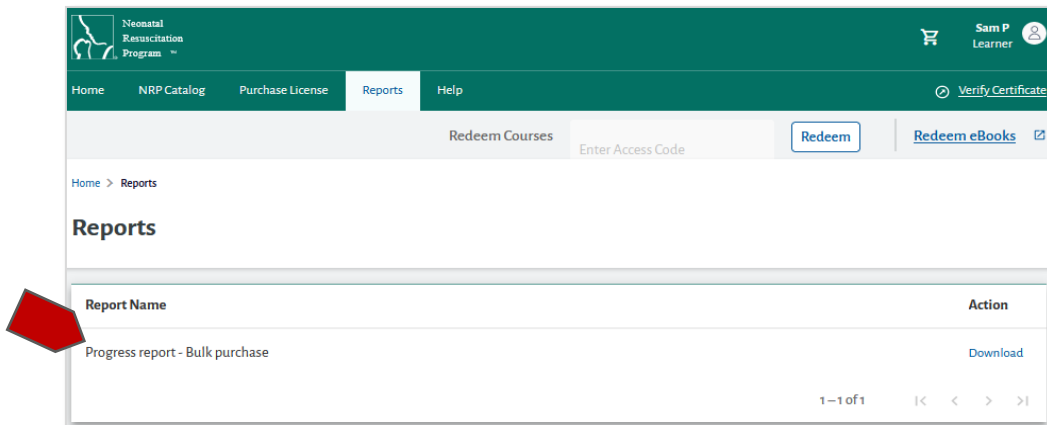 Neonatal
Resuscitation
Program ™
Sam P
Learner
Home NRP Catalog Purchase License Reports Help Verify Certificate
Redeem Courses Enter Access Code Redeem Redeem eBooks
Home > Reports
Reports
Report Name Action
Progress report - Bulk purchase Download
1–1 of 1 |< < > >|